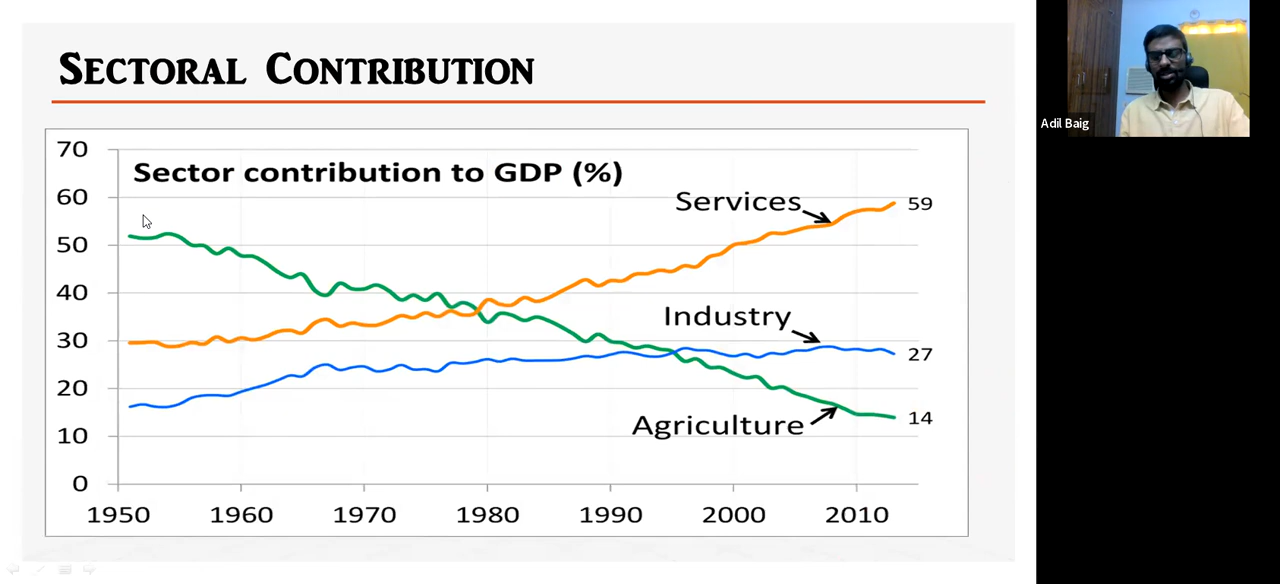 SECTORAL CONTRIBUTION
Adil Baig
Sector contribution to GDP (%)
70
60
50
40
30
20
10
0
Services
59
Industry
27
Agriculture
14
1950 1960 1970 1980 1990 2000 2010